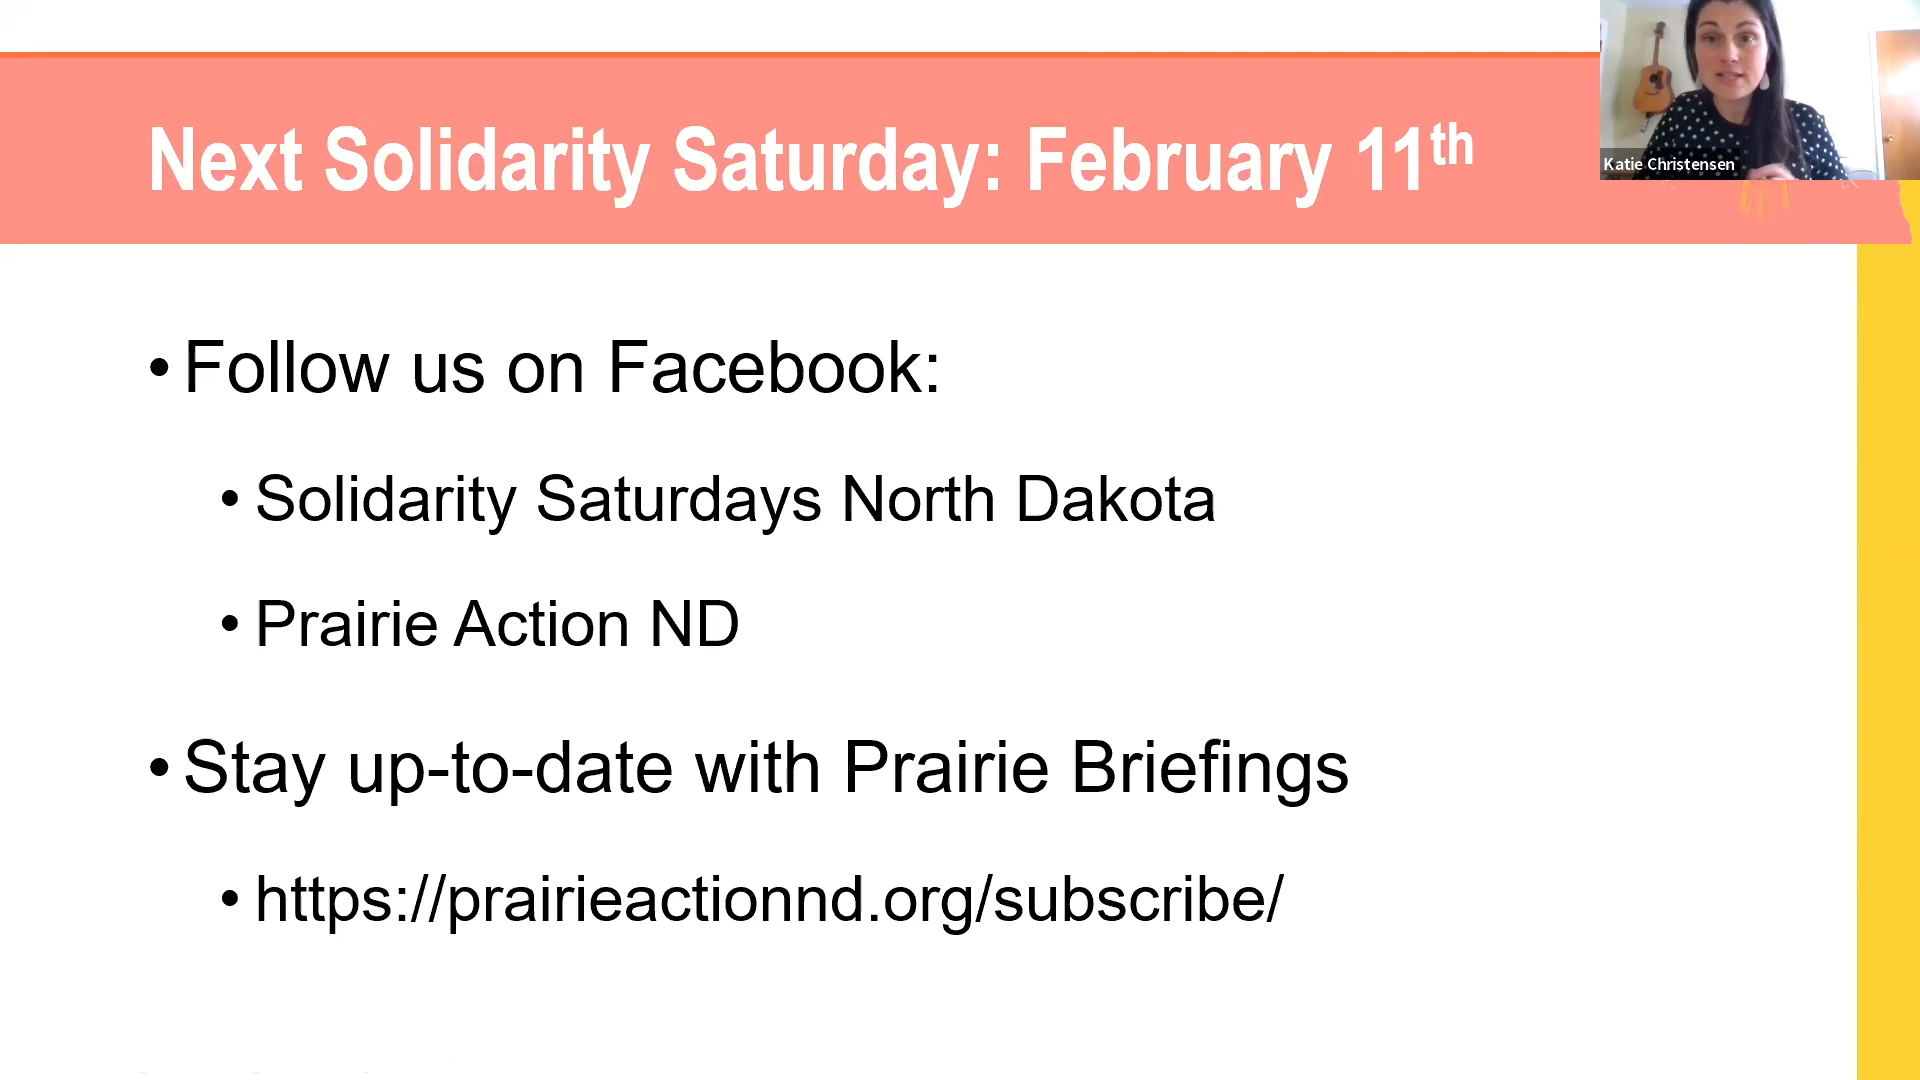 Next Solidarity Saturday: February 11th
Katie Christensen
• Follow us on Facebook:
• Solidarity Saturdays North Dakota
• Prairie Action ND
• Stay up-to-date with Prairie Briefings
• https://prairieactionnd.org/subscribe/